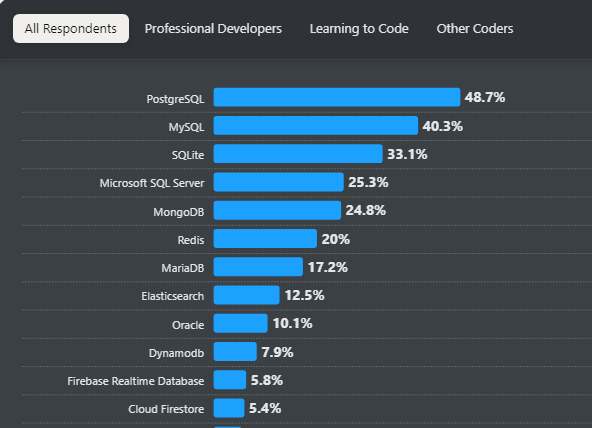 All Respondents Professional Developers Learning to Code Other Coders
PostgreSQL 48.7%
MySQL 40.3%
SQLite 33.1%
Microsoft SQL Server 25.3%
MongoDB 24.8%
Redis 20%
MariaDB 17.2%
Elasticsearch 12.5%
Oracle 10.1%
Dynamodb 7.9%
Firebase Realtime Database 5.8%
Cloud Firestore 5.4%